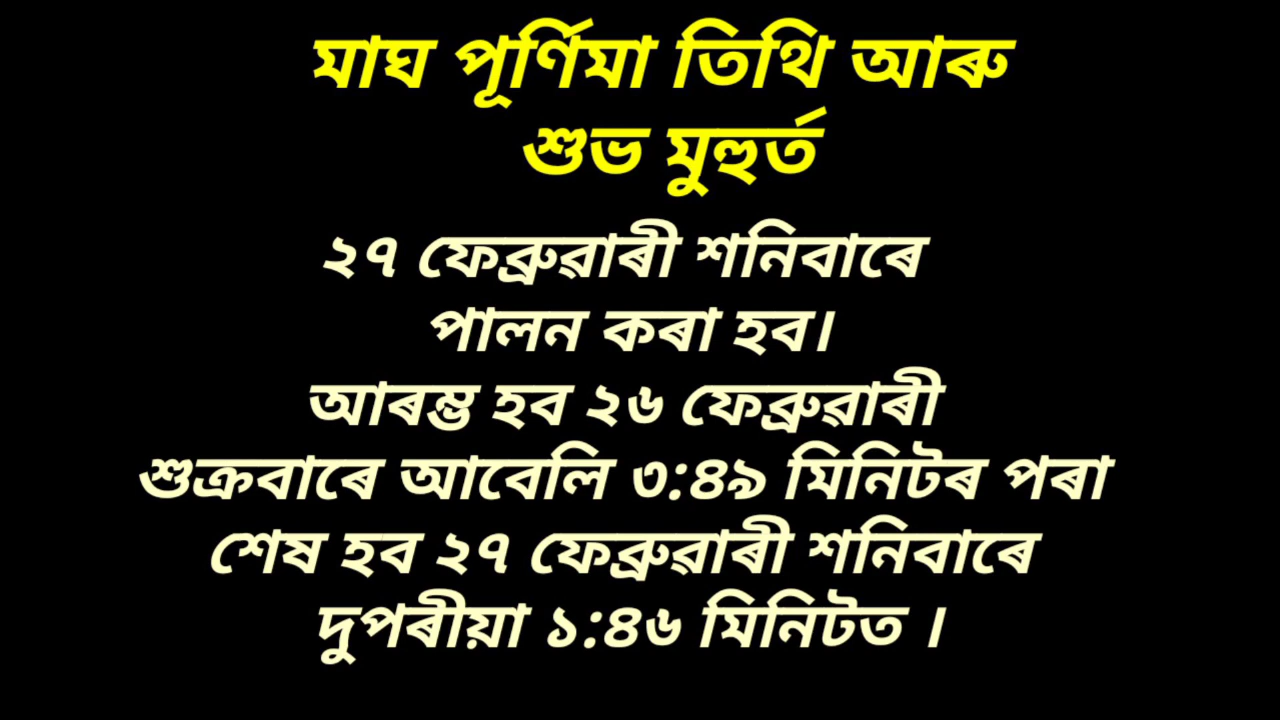 মাঘ পূৰ্ণিমা তিথি আৰু
শুভ মুহুৰ্ত
২৭ ফেব্ৰুৱাৰী শনিবাৰে
পালন কৰা হব।
আৰম্ভ হব ২৬ ফেব্ৰুৱাৰী
শুক্ৰবাৰে আবেলি ৩:৪৯ মিনিটৰ পৰা
শেষ হব ২৭ ফেব্ৰুৱাৰী শনিবাৰে
দুপৰীয়া ১:৪৬ মিনিটত ।